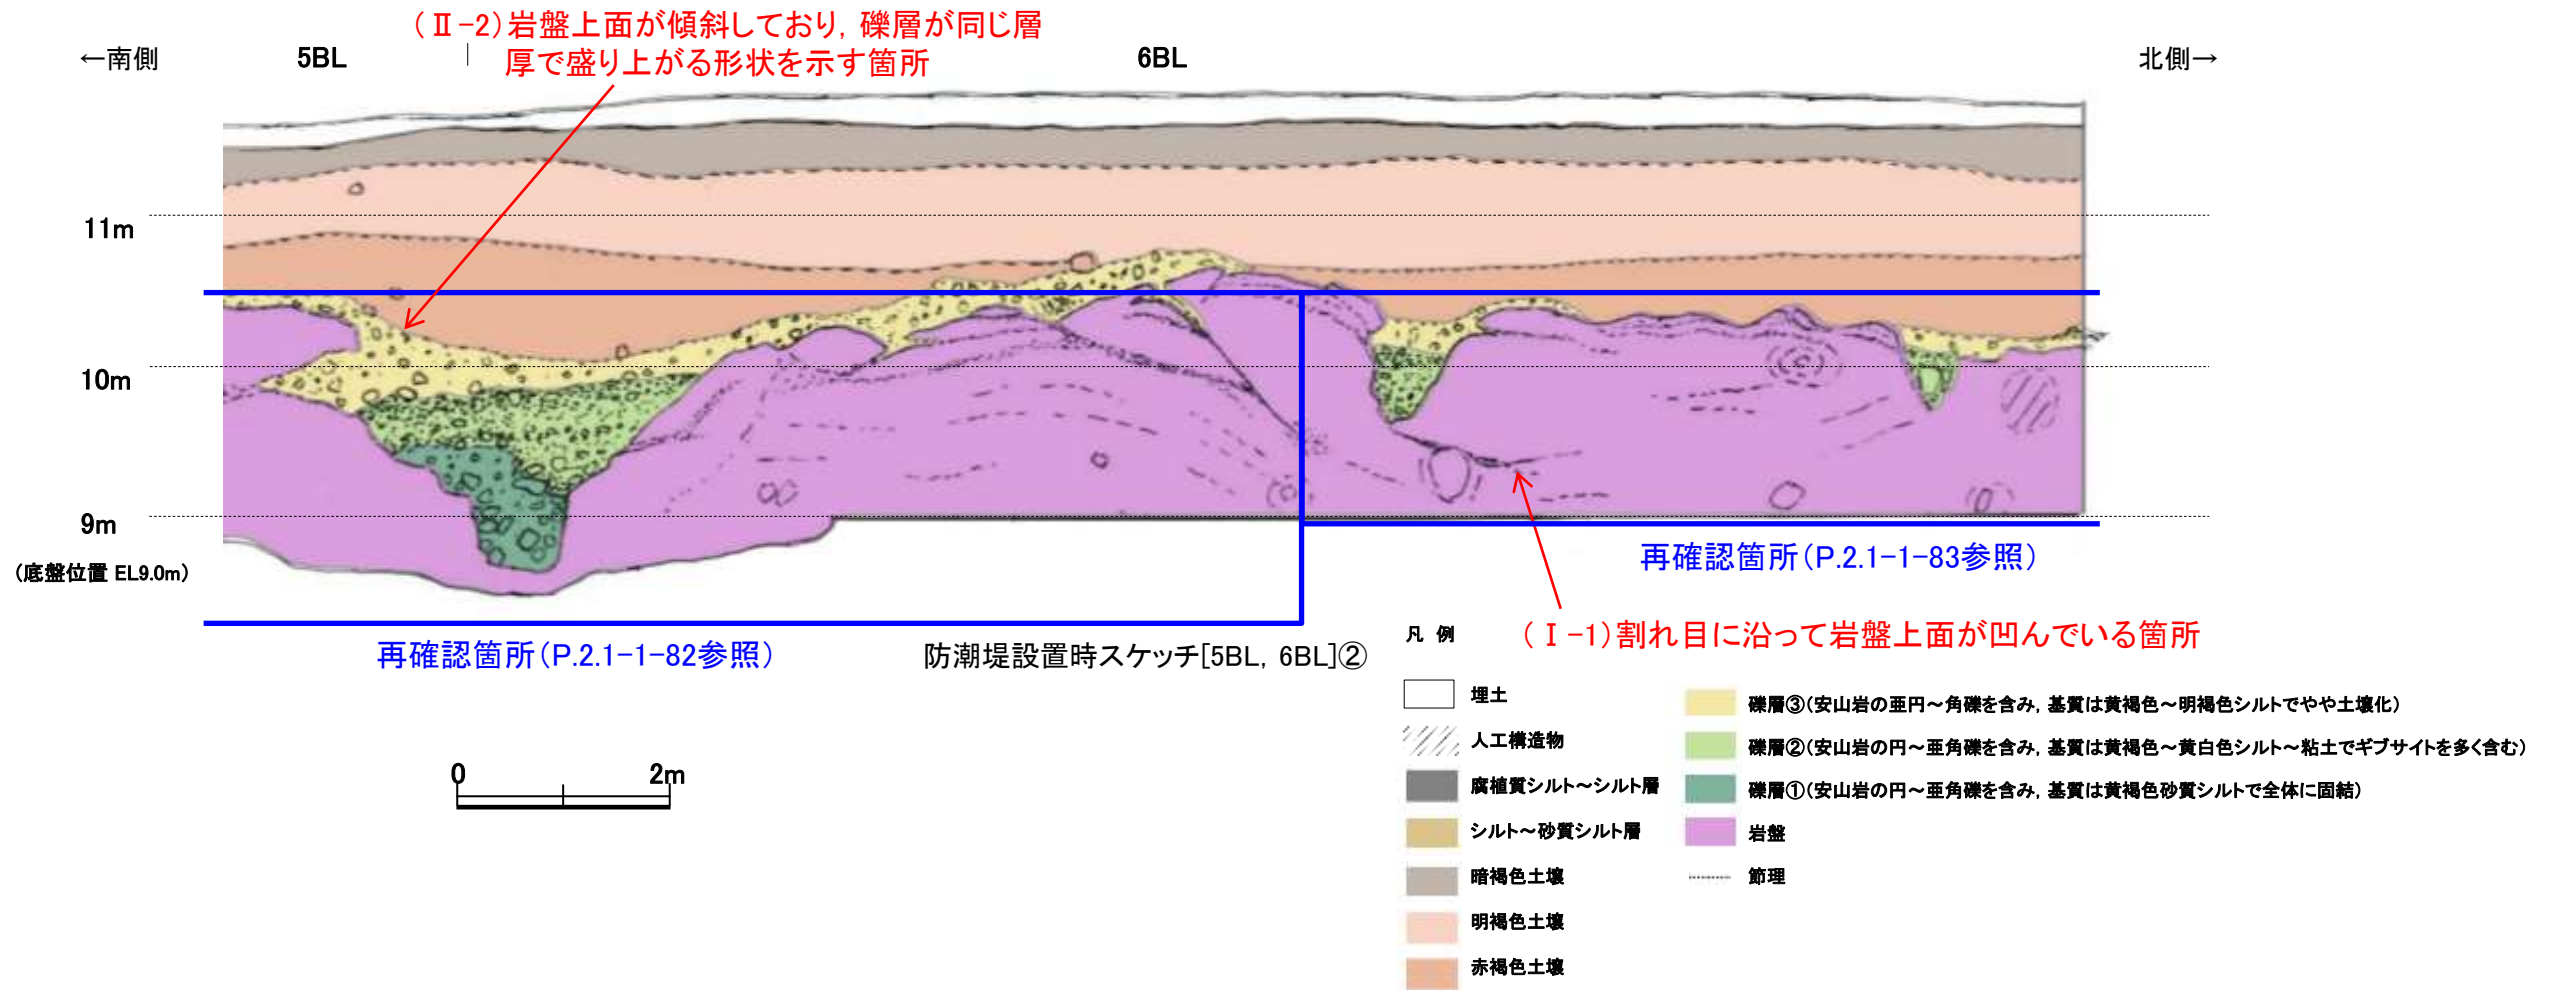 (Ⅱ-2)岩盤上面が傾斜しており, 礫層が同じ層
厚で盛り上がる形状を示す箇所
←南側
5BL
6BL
北側→
11m
10m
9m
(底盤位置 EL9.0m)
再確認箇所(P.2.1-1-83参照)
(Ⅰ-1)割れ目に沿って岩盤上面が凹んでいる箇所
再確認箇所(P.2.1-1-82参照)
防潮堤設置時スケッチ[5BL, 6BL]②
0
2m
凡 例
埋土
人工構造物
腐植質シルト～シルト層
シルト～砂質シルト層
暗褐色土壌
明褐色土壌
赤褐色土壌
礫層③(安山岩の亜円～角礫を含み, 基質は黄褐色～明褐色シルトでやや土壌化)
礫層②(安山岩の円～亜角礫を含み, 基質は黄褐色～黄白色シルト～粘土でギブサイトを多く含む)
礫層①(安山岩の円～亜角礫を含み, 基質は黄褐色砂質シルトで全体に固結)
岩盤
節理